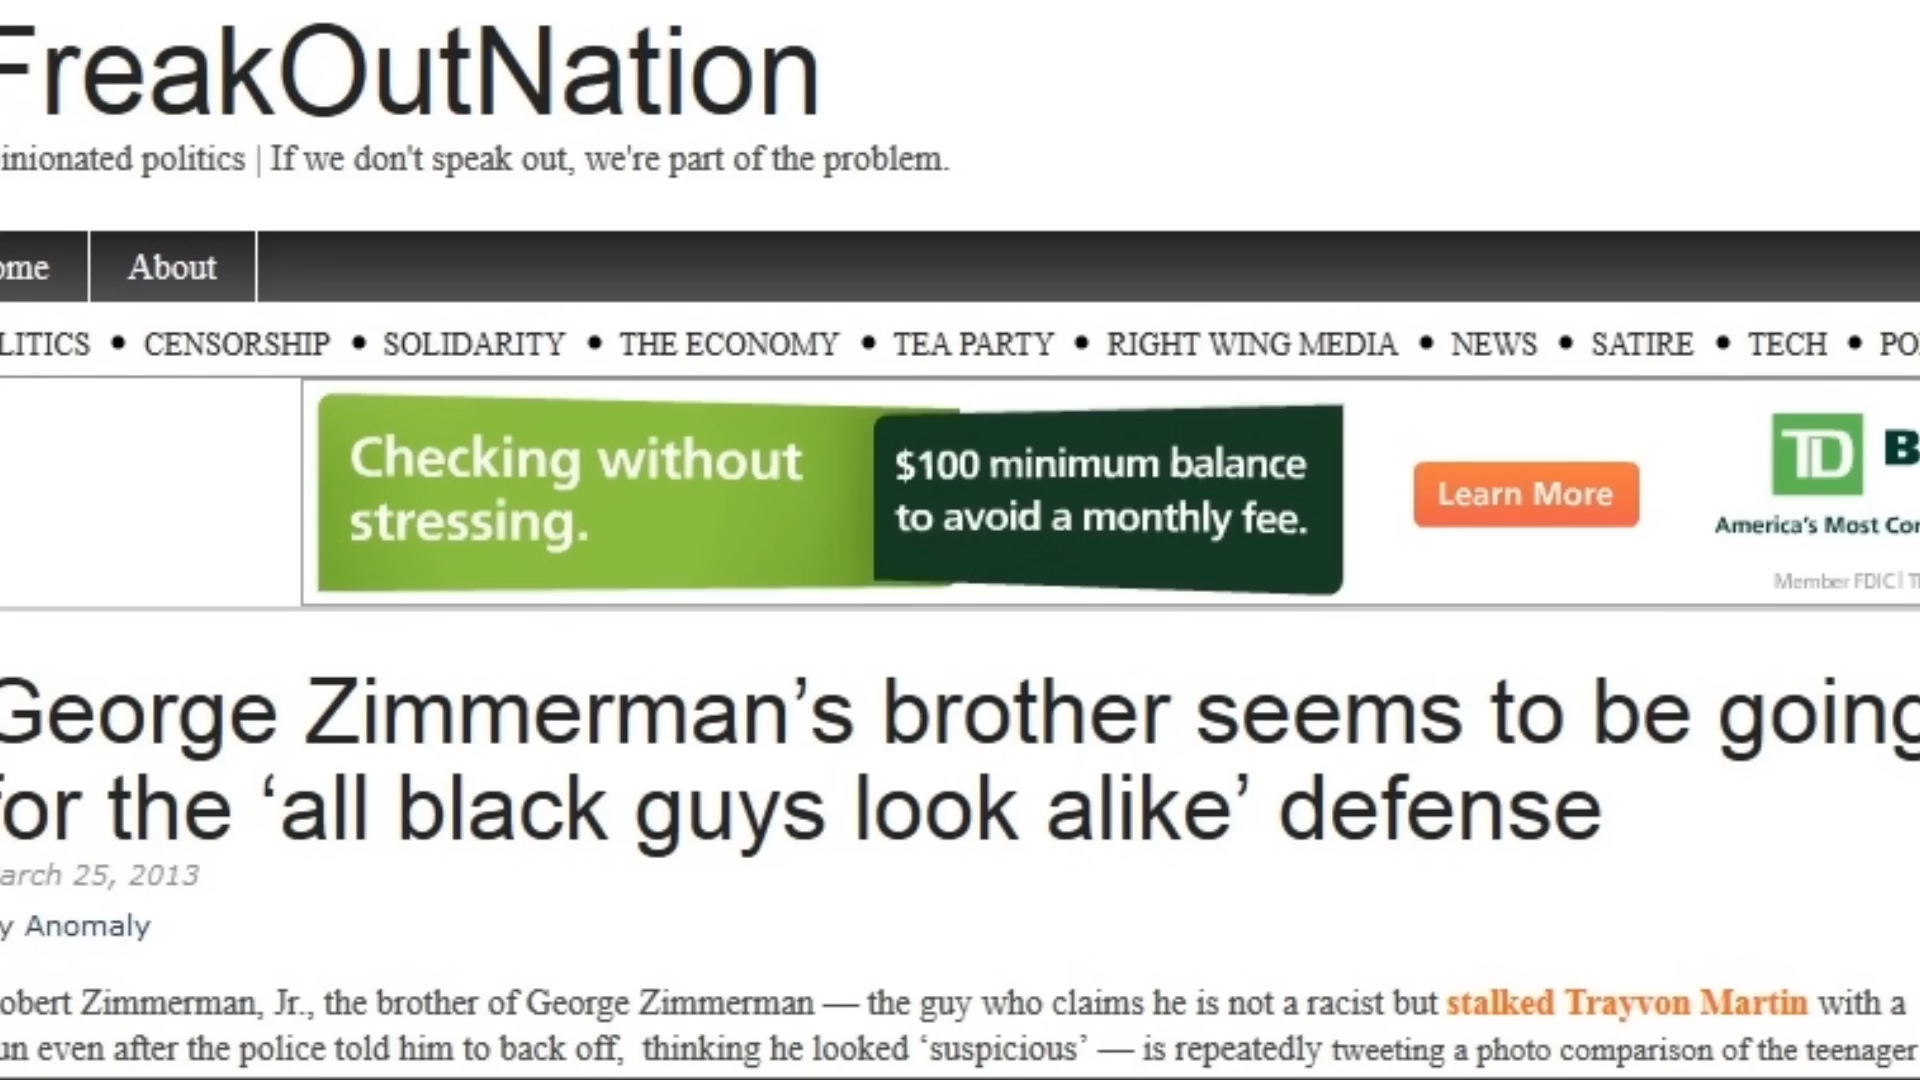 FreakOutNation
inionated politics | If we don't speak out, we're part of the problem.
ome About
LITICS • CENSORSHIP • SOLIDARITY • THE ECONOMY • TEA PARTY • RIGHT WING MEDIA • NEWS • SATIRE • TECH • PO
Checking without
stressing.
$100 minimum balance
to avoid a monthly fee.
Learn More
TD B
America's Most Con
Member FDIC | T
George Zimmerman’s brother seems to be going
for the ‘all black guys look alike’ defense
arch 25, 2013
y Anomaly
obert Zimmerman, Jr., the brother of George Zimmerman — the guy who claims he is not a racist but stalked Trayvon Martin with a
un even after the police told him to back off, thinking he looked ‘suspicious’ — is repeatedly tweeting a photo comparison of the teenager